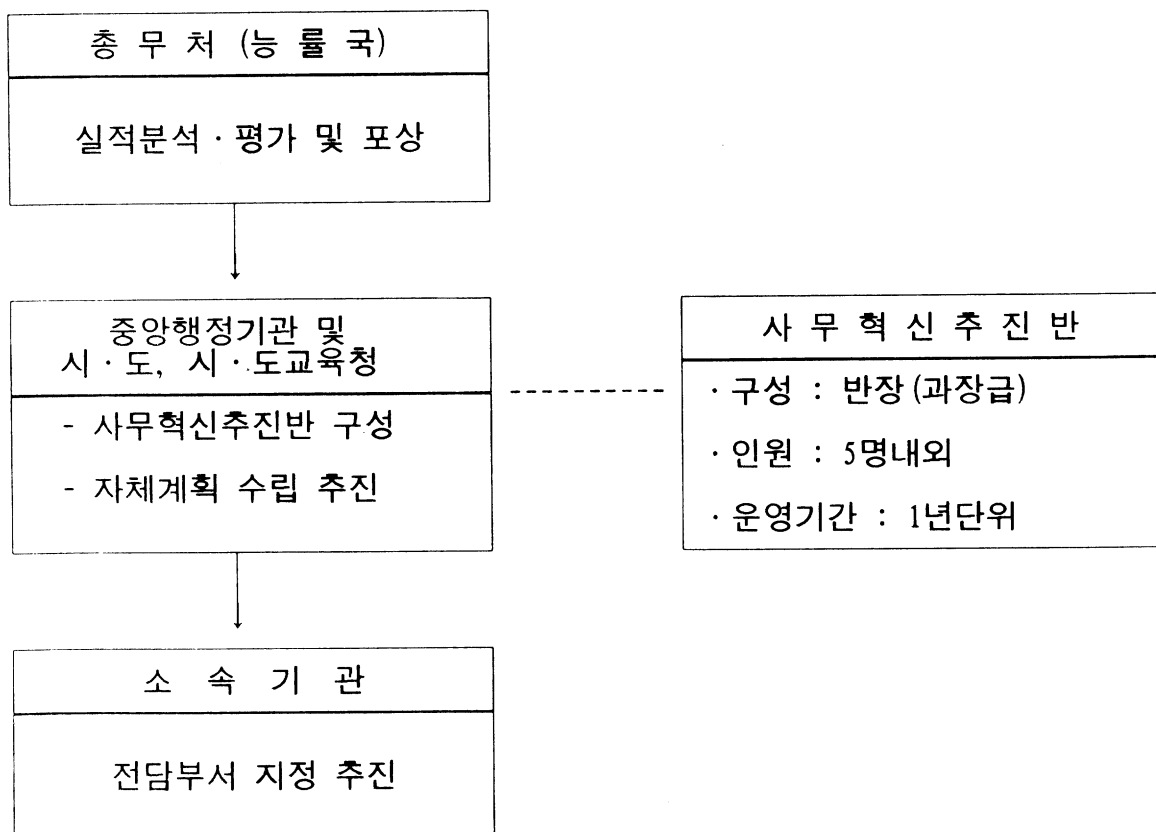 총 무 처 (능 률 국)
실적분석 · 평가 및 포상
중앙행정기관 및
시 · 도, 시 · 도교육청
- 사무혁신추진반 구성
- 자체계획 수립 추진
사 무 혁 신 추 진 반
· 구성 : 반장 (과장급)
· 인원 : 5명내외
· 운영기간 : 1년단위
소 속 기 관
전담부서 지정 추진